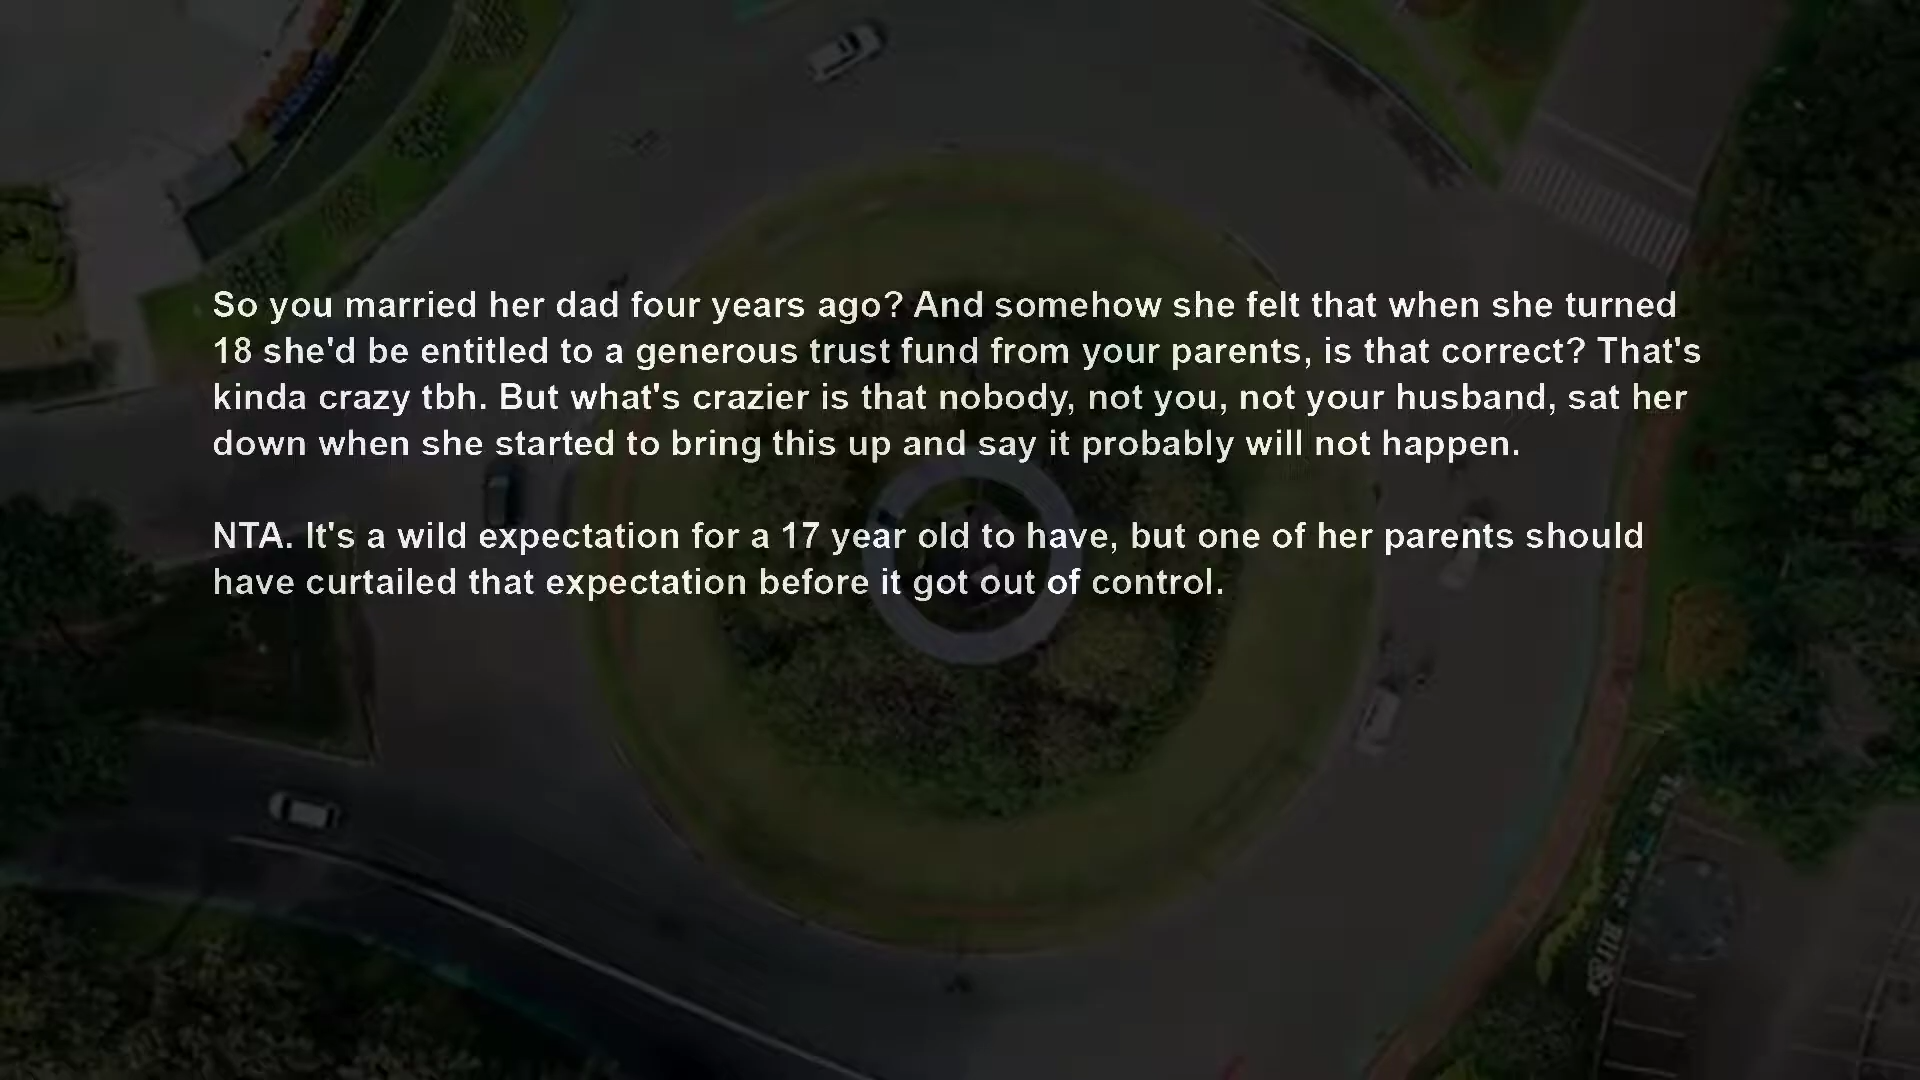 So you married her dad four years ago? And somehow she felt that when she turned
18 she'd be entitled to a generous trust fund from your parents, is that correct? That's
kinda crazy tbh. But what's crazier is that nobody, not you, not your husband, sat her
down when she started to bring this up and say it probably will not happen.
NTA. It's a wild expectation for a 17 year old to have, but one of her parents should
have curtailed that expectation before it got out of control.